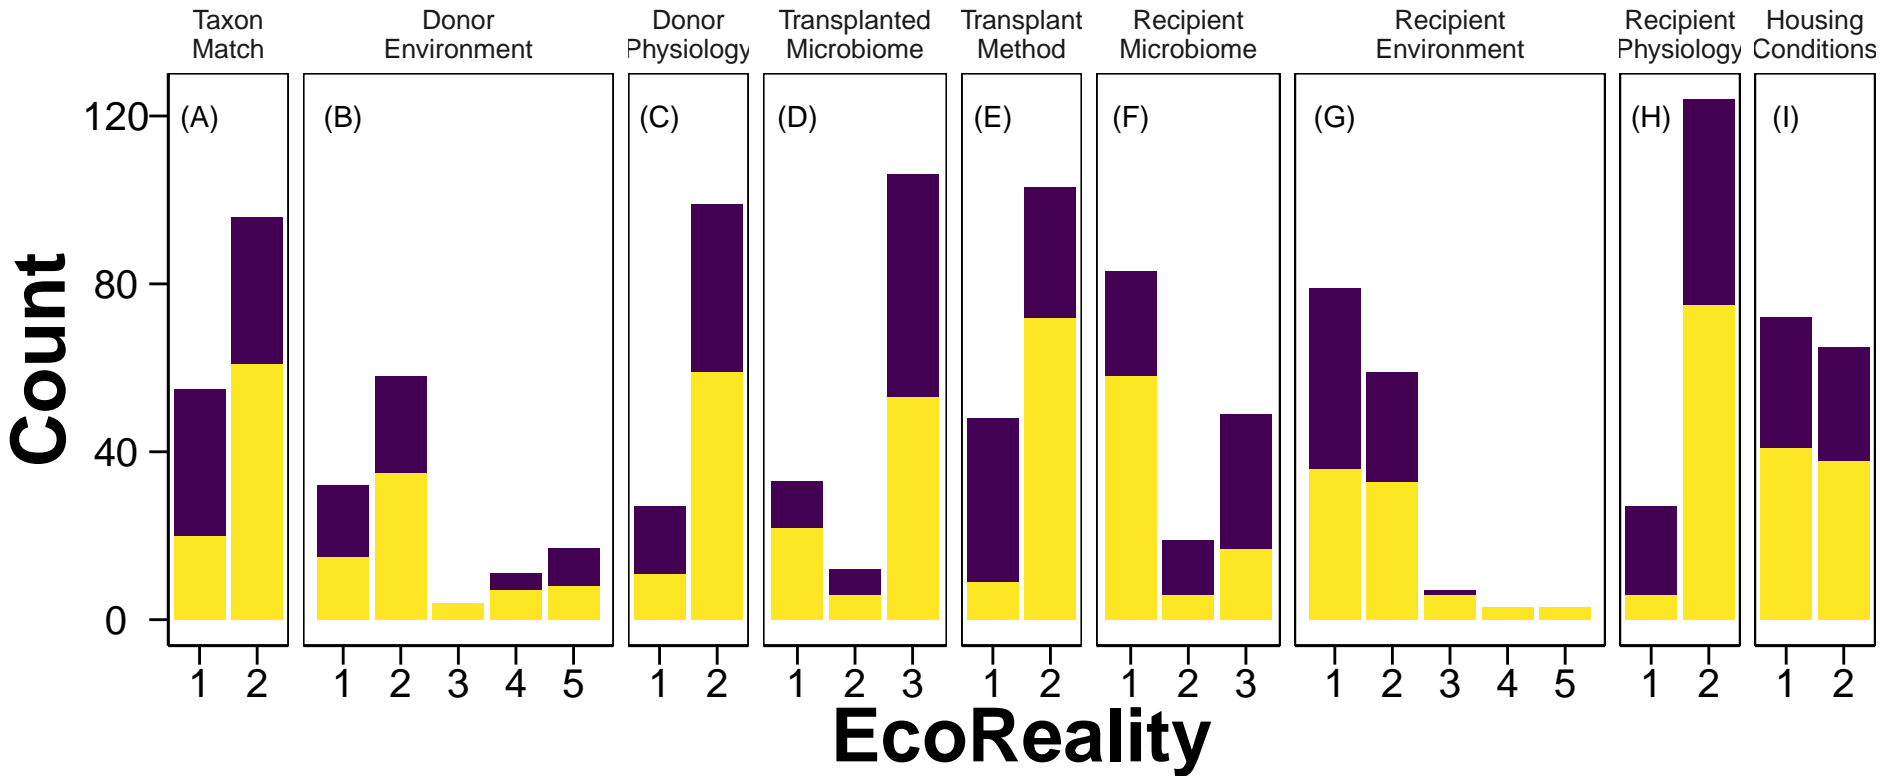 Taxon
Match
Donor
Environment
Donor
Physiology
Transplanted
Microbiome
Transplant
Method
Recipient
Microbiome
Recipient
Environment
Recipient
Physiology
Housing
Conditions
(A) (B) (C) (D) (E) (F) (G) (H) (I)
120
80
40
0
Count
1 2 1 2 3 4 5 1 2 1 2 3 1 2 1 2 3 1 2 3 4 5 1 2 1 2
EcoReality